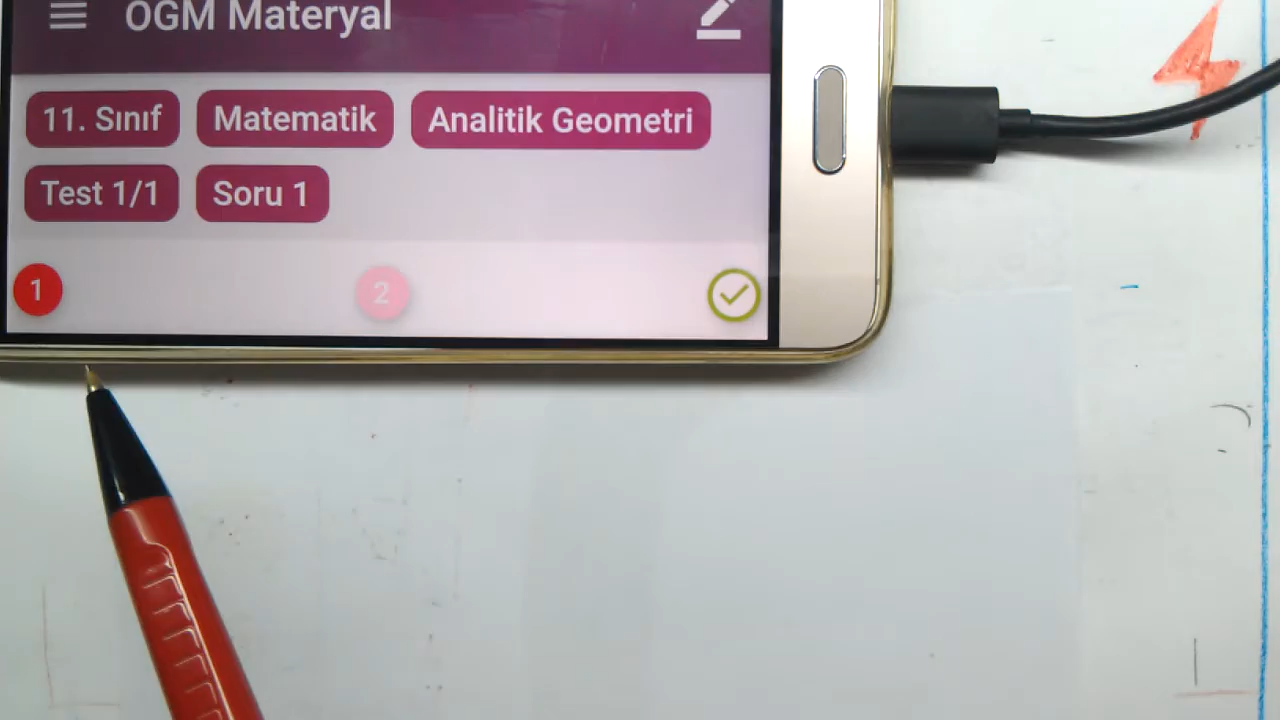 OGM Materyal
11. Sınıf Matematik Analitik Geometri
Test 1/1 Soru 1
1 2